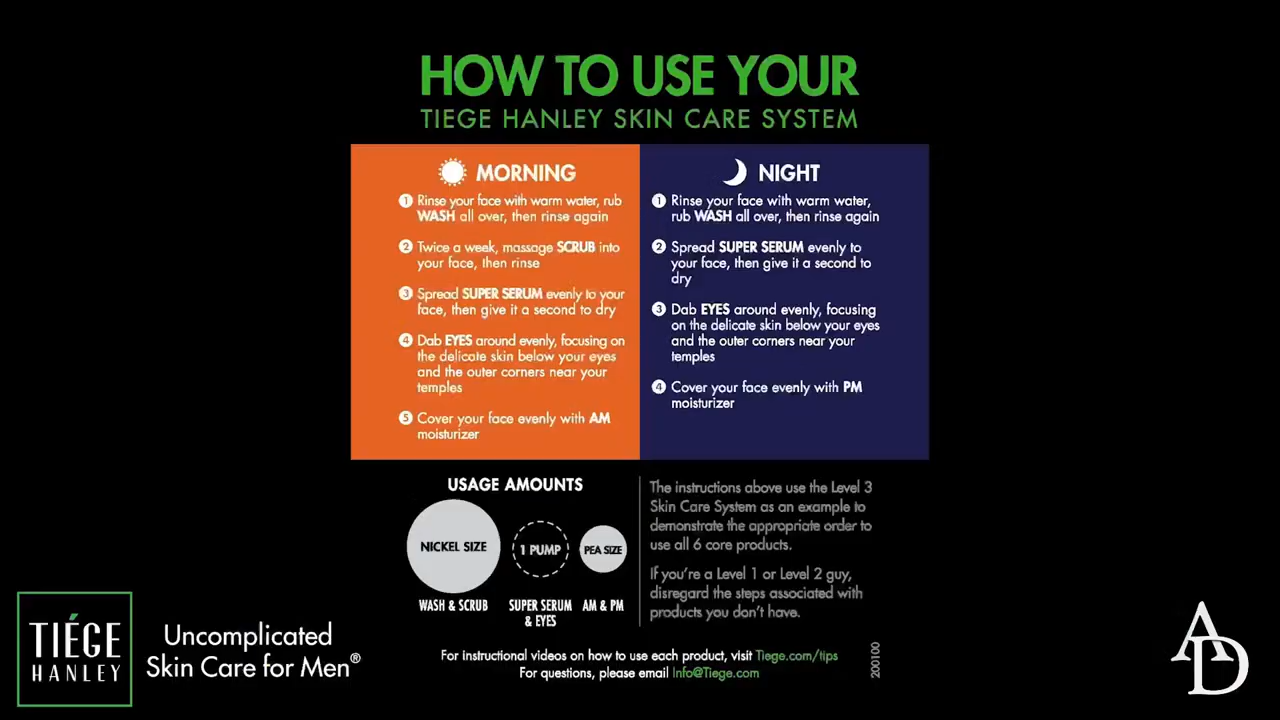 HOW TO USE YOUR
TIEGE HANLEY SKIN CARE SYSTEM
MORNING
1 Rinse your face with warm water, rub
WASH all over, then rinse again
2 Twice a week, massage SCRUB into
your face, then rinse
3 Spread SUPER SERUM evenly to your
face, then give it a second to dry
4 Dab EYES around evenly, focusing on
the delicate skin below your eyes
and the outer corners near your
temples
5 Cover your face evenly with AM
moisturizer
NIGHT
1 Rinse your face with warm water,
rub WASH all over, then rinse again
2 Spread SUPER SERUM evenly to
your face, then give it a second to
dry
3 Dab EYES around evenly, focusing
on the delicate skin below your eyes
and the outer corners near your
temples
4 Cover your face evenly with PM
moisturizer
USAGE AMOUNTS
NICKEL SIZE
WASH & SCRUB
1 PUMP
SUPER SERUM
& EYES
PEA SIZE
AM & PM
The instructions above use the Level 3
Skin Care System as an example to
demonstrate the appropriate order to
use all 6 core products.
If you're a Level 1 or Level 2 guy,
disregard the steps associated with
products you don't have.
For instructional videos on how to use each product, visit Tiege.com/tips
For questions, please email Info@Tiege.com
200100
TIÉGE
HANLEY
Uncomplicated
Skin Care for Men®
AD